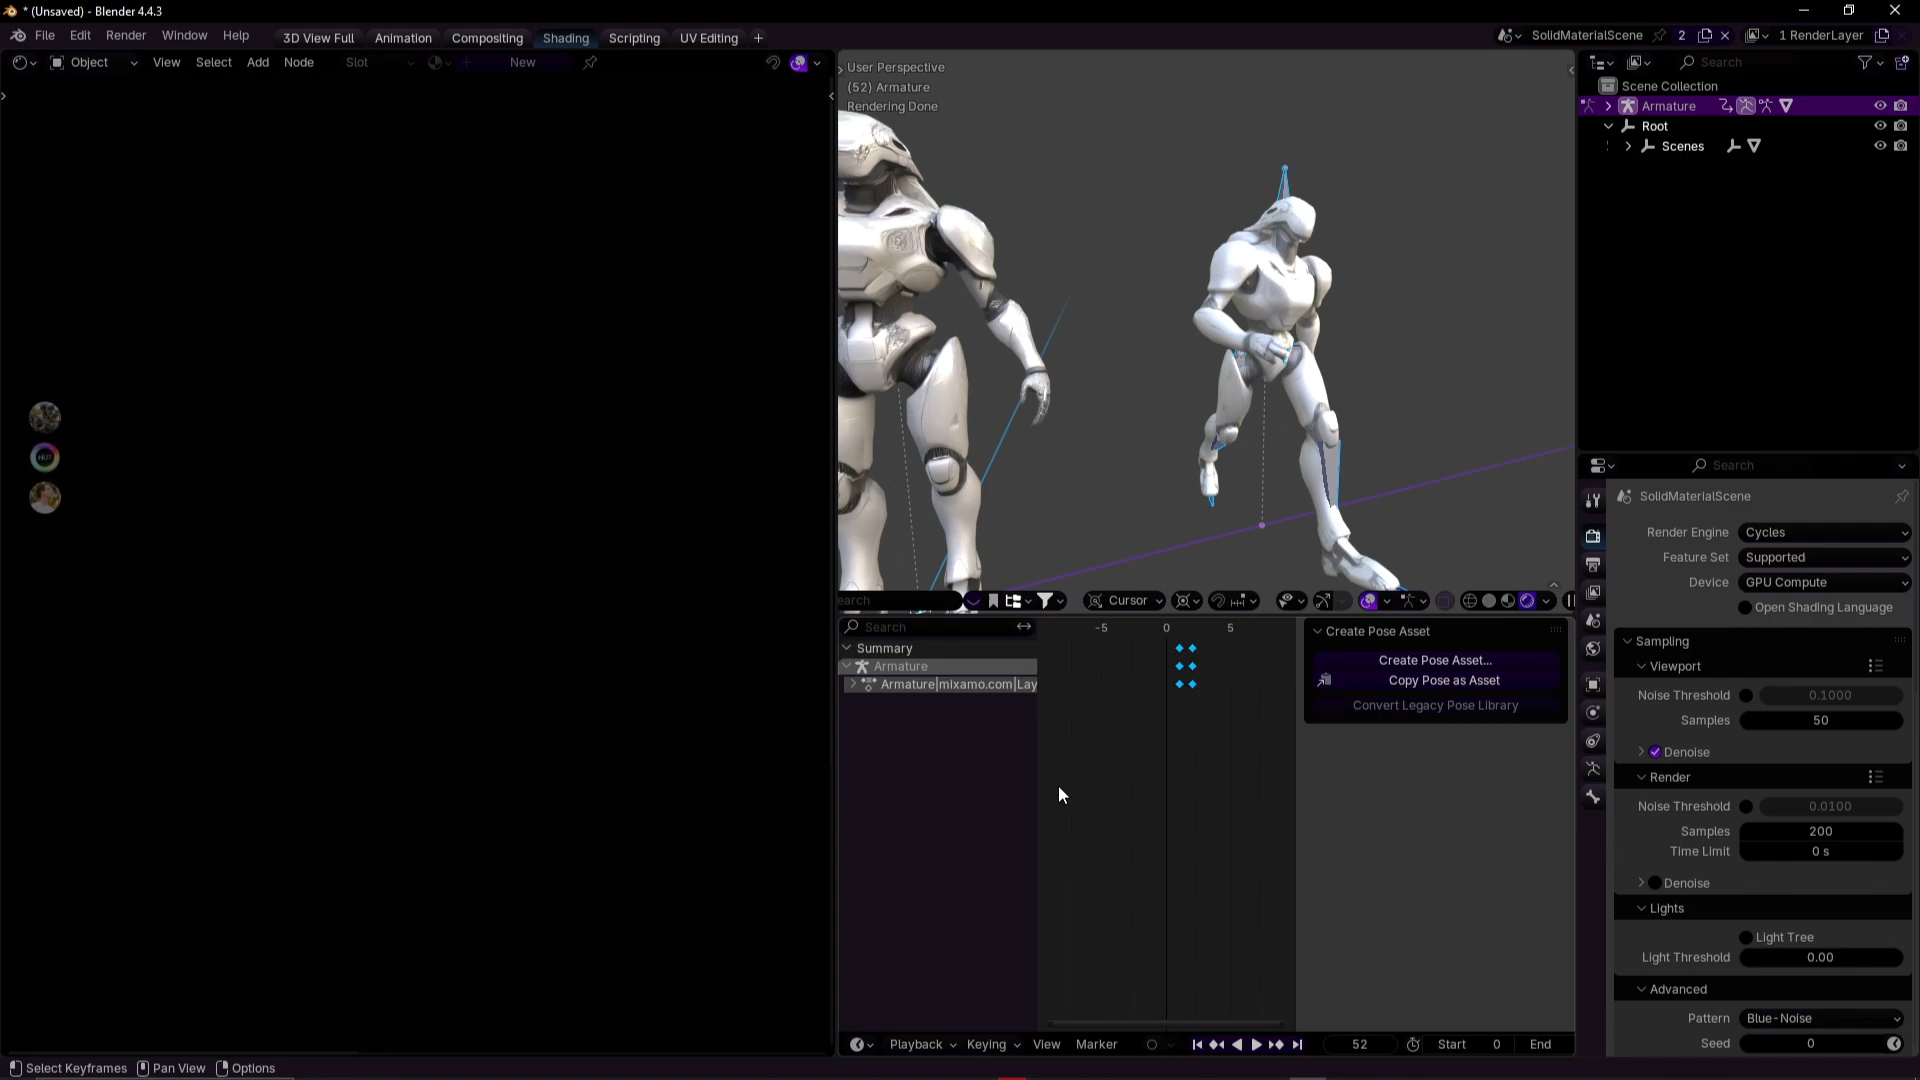 * (Unsaved) - Blender 4.4.3
File Edit Render Window Help 3D View Full Animation Compositing Shading Scripting UV Editing + SolidMaterialScene 2 1 RenderLayer
Object View Select Add Node Slot New
User Perspective
(52) Armature
Rendering Done
Search
Scene Collection
Armature
Root
Scenes
Search
SolidMaterialScene
Render Engine Cycles
Feature Set Supported
Device GPU Compute
Open Shading Language
Sampling
Viewport
Noise Threshold 0.1000
Samples 50
Denoise
Render
Noise Threshold 0.0100
Samples 200
Time Limit 0 s
Denoise
Lights
Light Tree
Light Threshold 0.00
Advanced
Pattern Blue-Noise
Seed 0
earch Cursor
Search -5 0 5
Summary
Armature
Armature|mixamo.com|Lay
Create Pose Asset
Create Pose Asset...
Copy Pose as Asset
Convert Legacy Pose Library
Playback Keying View Marker 52 Start 0 End
Select Keyframes Pan View Options